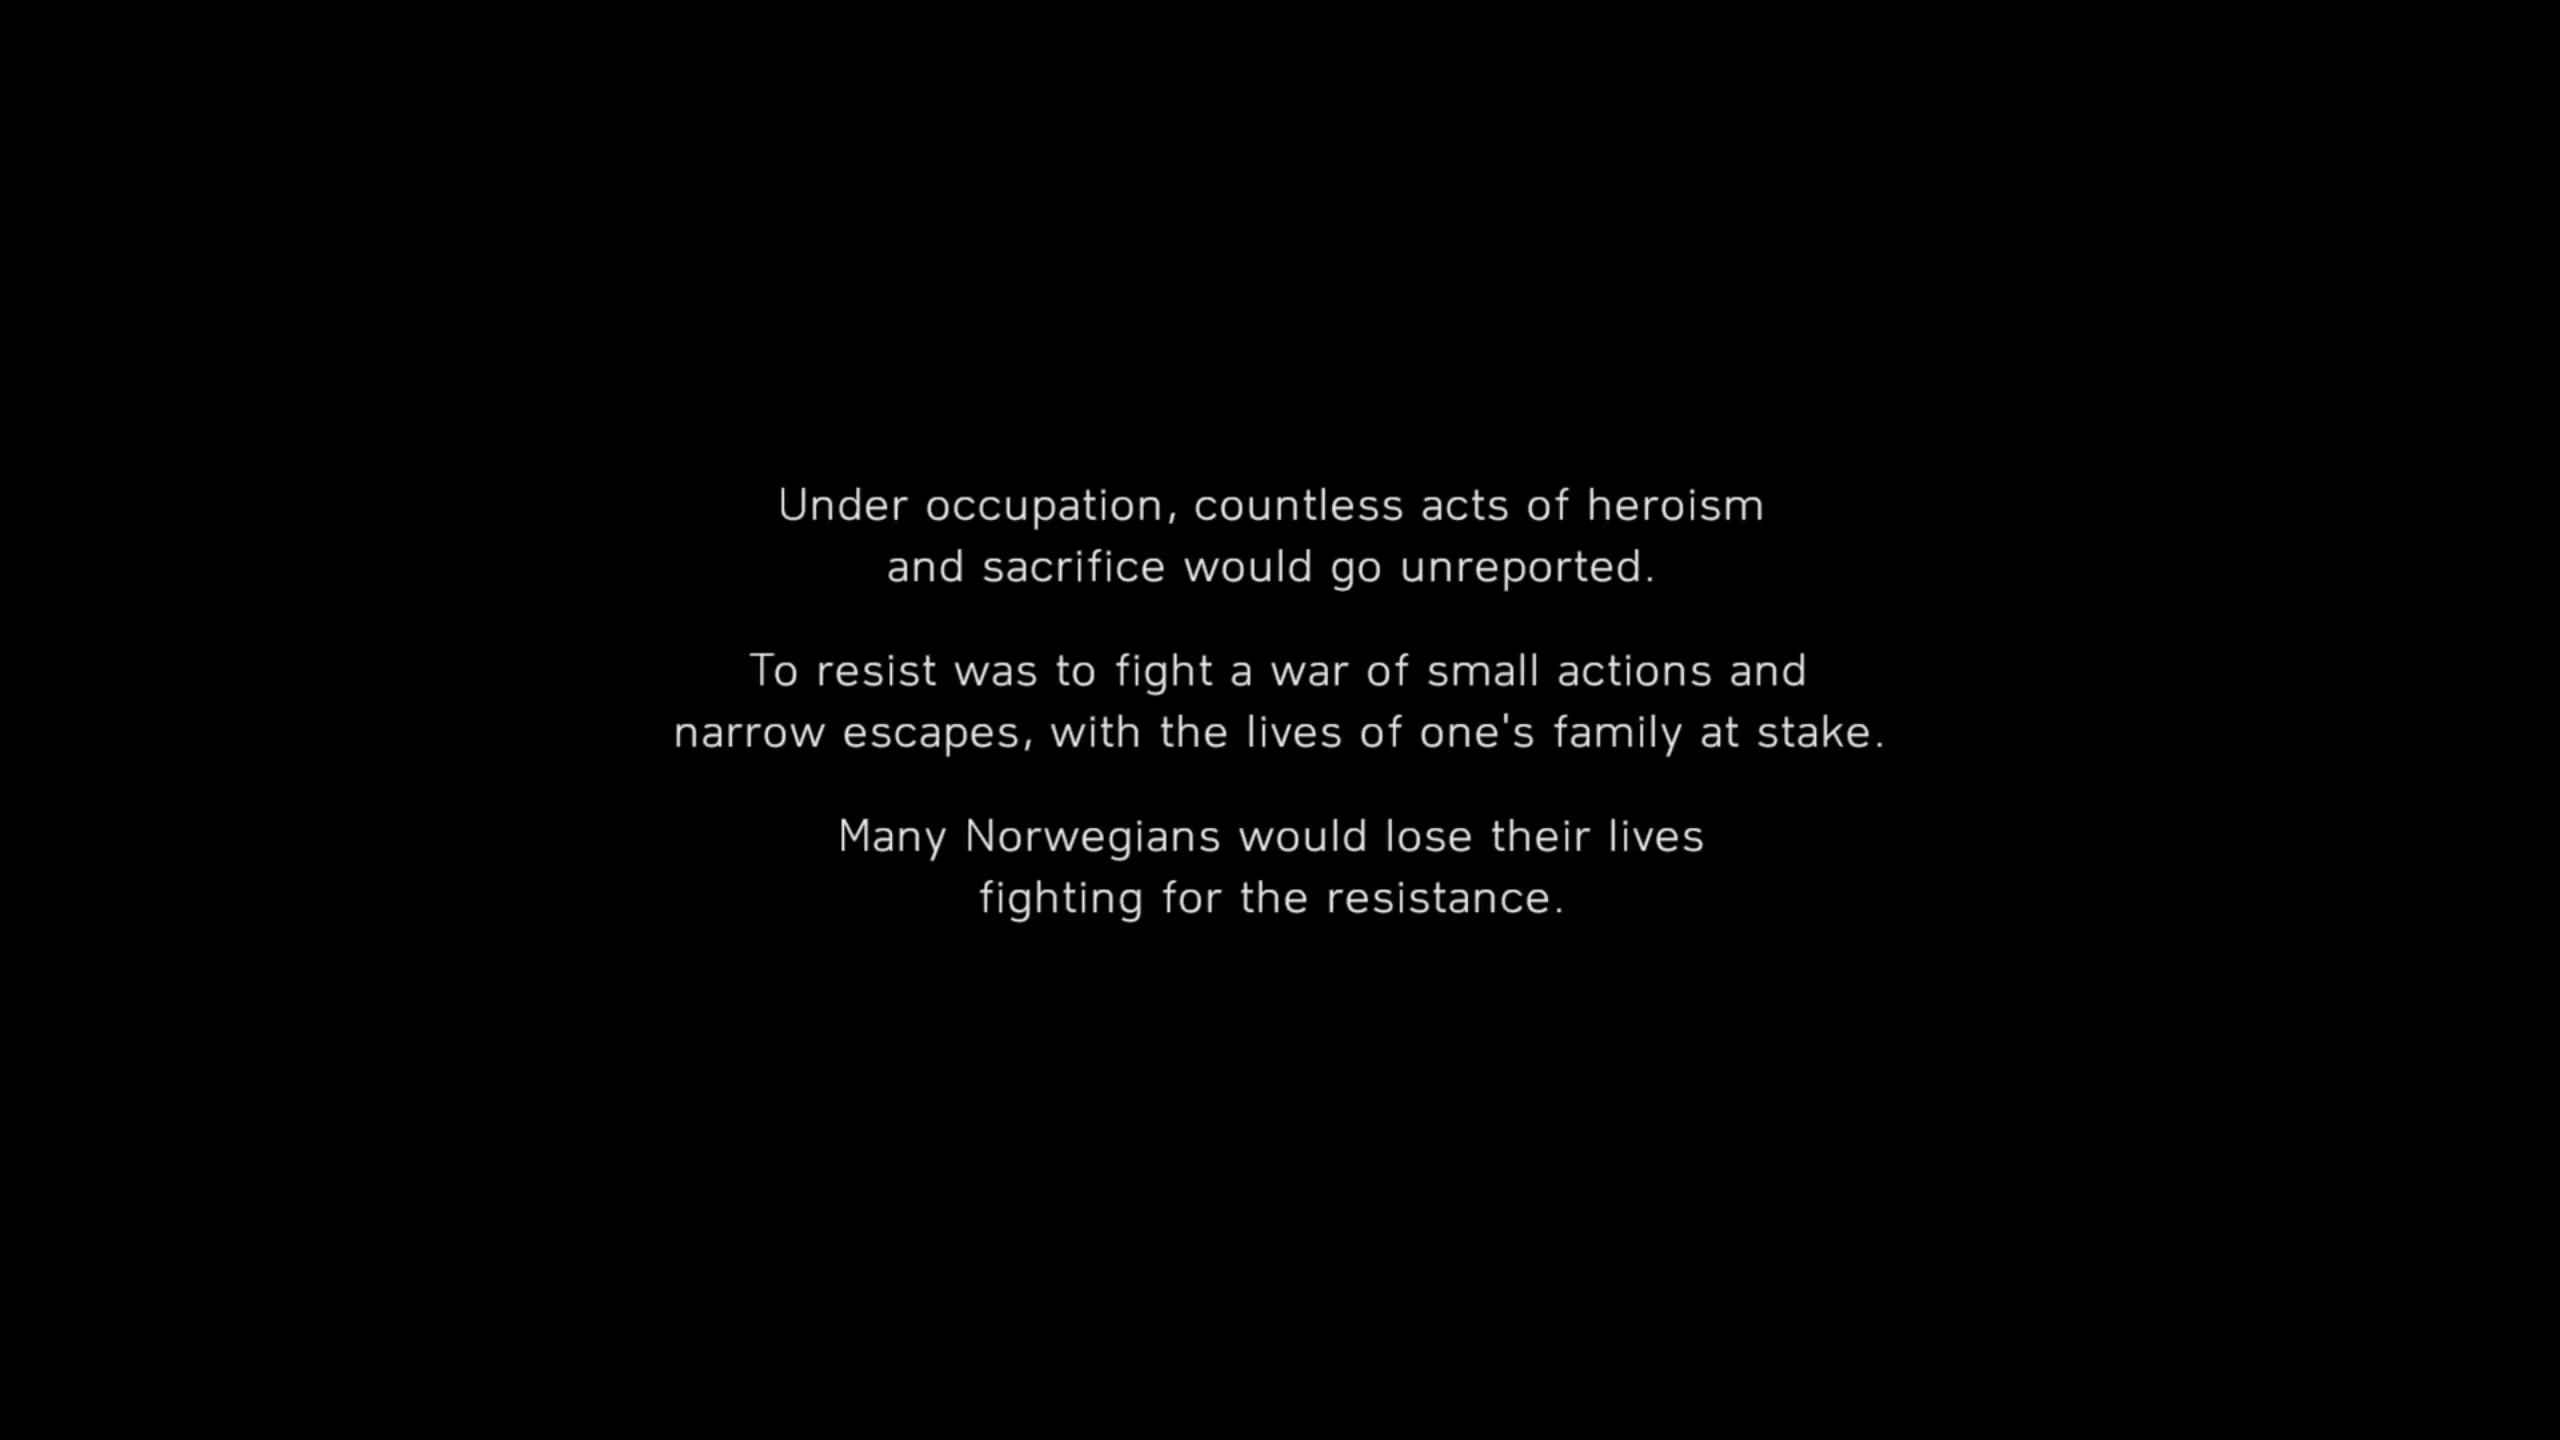 Under occupation, countless acts of heroism
and sacrifice would go unreported.
To resist was to fight a war of small actions and
narrow escapes, with the lives of one's family at stake.
Many Norwegians would lose their lives
fighting for the resistance.